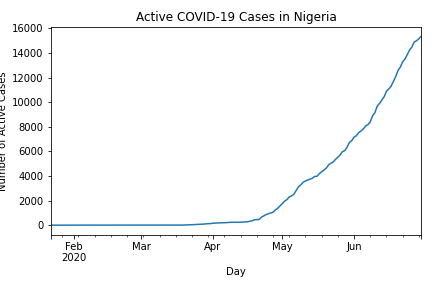 Active COVID-19 Cases in Nigeria
16000
14000
12000
10000
8000
6000
4000
2000
0
Number of Active Cases
Feb
2020
Mar
Apr
May
Jun
Day